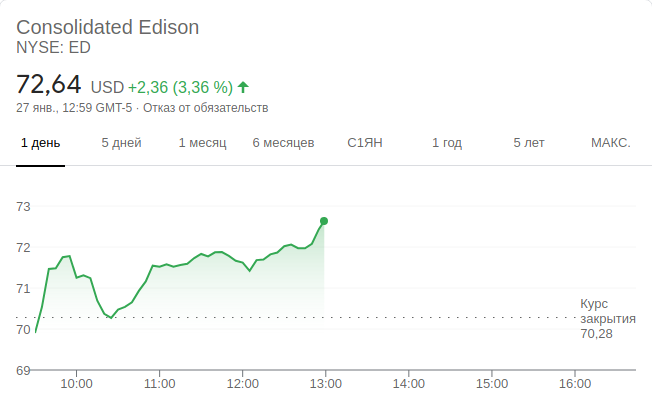 Consolidated Edison
NYSE: ED
72,64 USD +2,36 (3,36 %)
27 янв., 12:59 GMT-5 · Отказ от обязательств
1 день 5 дней 1 месяц 6 месяцев С1ЯН 1 год 5 лет МАКС.
73
72
71
70
69
Курс
закрытия
70,28
10:00 11:00 12:00 13:00 14:00 15:00 16:00